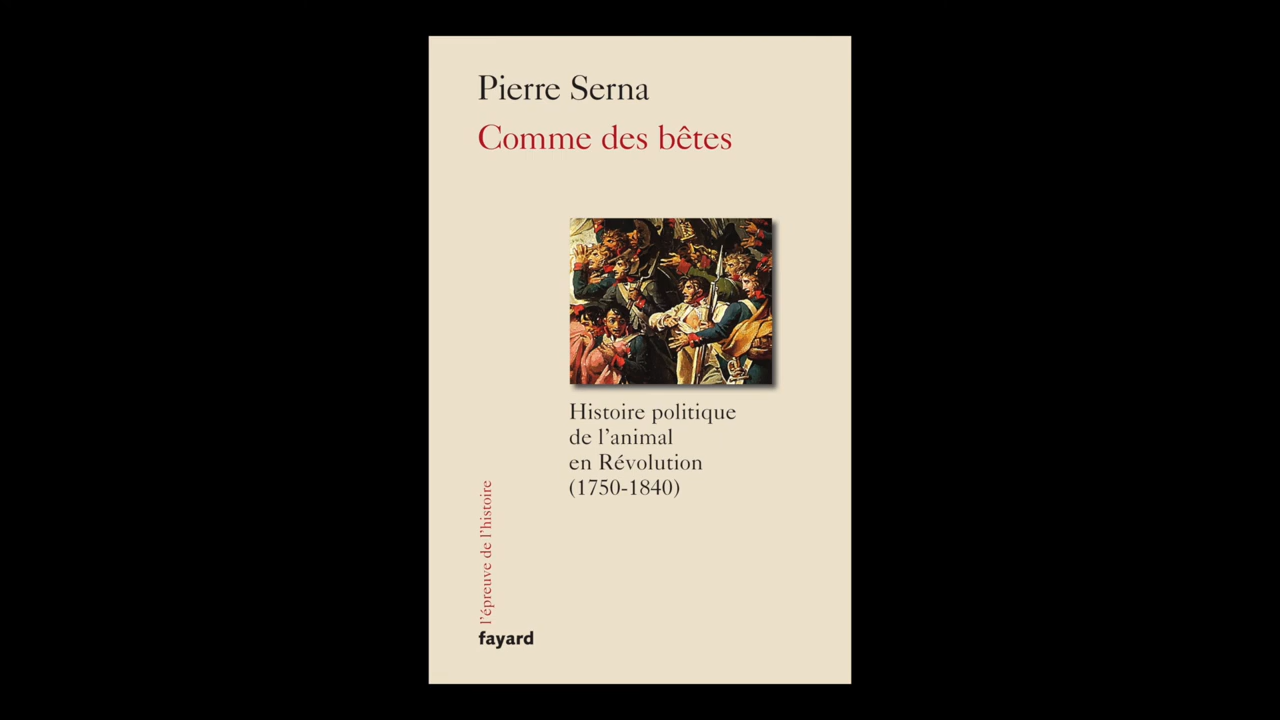 Pierre Serna
Comme des bêtes
Histoire politique
de l’animal
en Révolution
(1750-1840)
l’épreuve de l’histoire
fayard